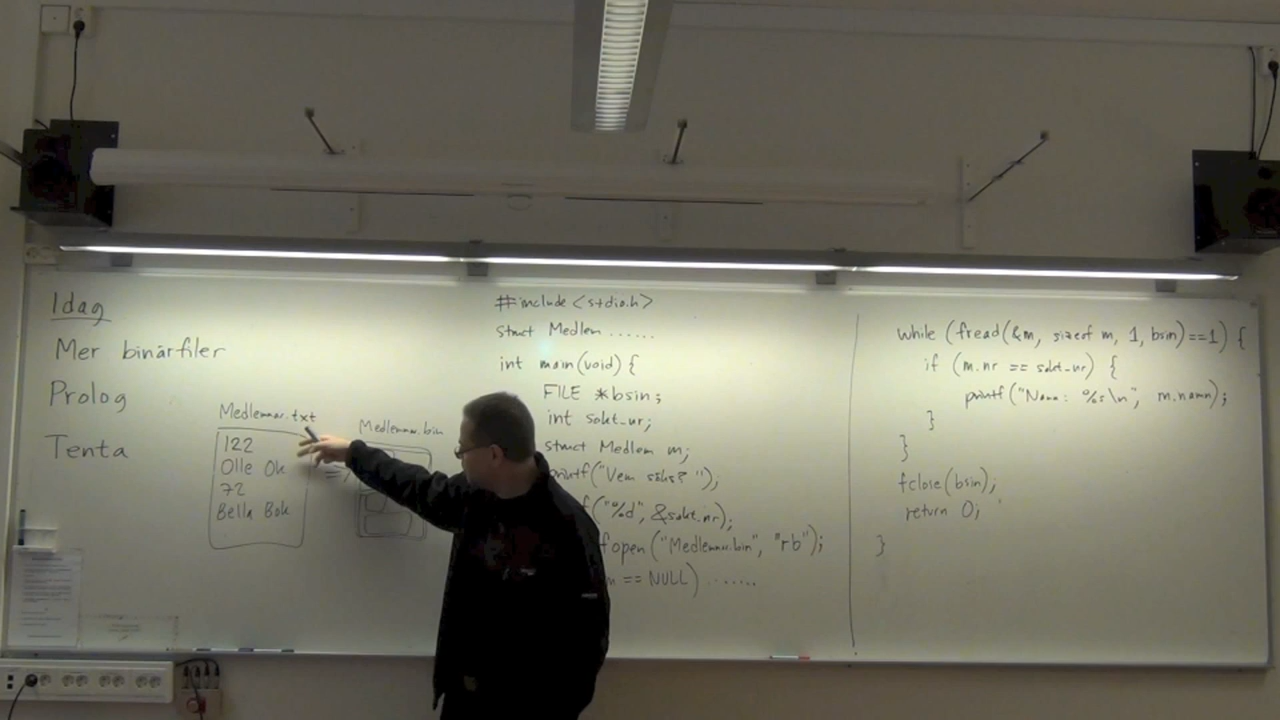 Idag
Mer binärfiler
Prolog
Tenta
Medlemmar.txt
122
Olle Ok
72
Bella Bok
Medlemmar.bin
#include <stdio.h>
struct Medlem ......
int main(void) {
FILE *bsin;
int sokt_nr;
struct Medlem m;
printf("Vem söks? ");
f("%d", &sokt_nr);
fopen("Medlemmar.bin", "rb");
== NULL) .......
while (fread(&m, sizeof m, 1, bsin)==1) {
if (m.nr == sokt_nr) {
printf("Namn: %s\n", m.namn);
}
}
fclose(bsin);
return 0;
}